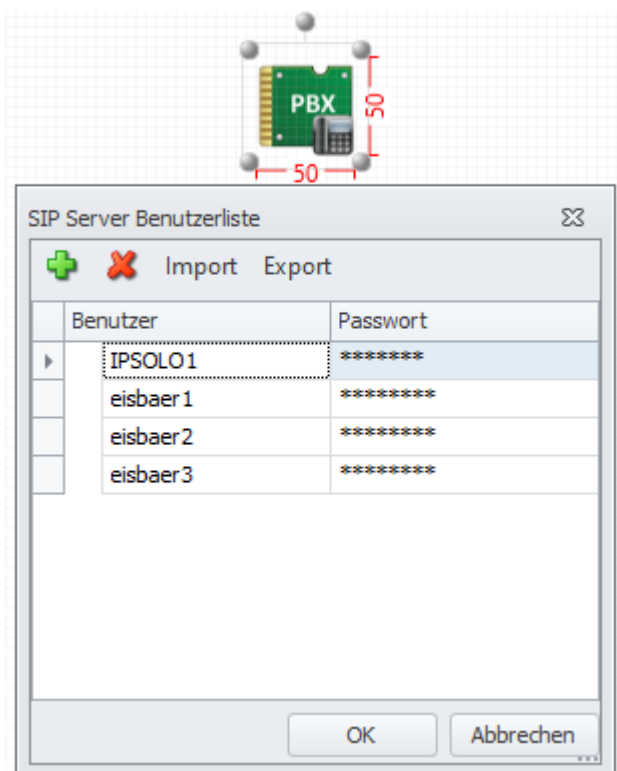 PBX
50
50
SIP Server Benutzerliste
Import Export
Benutzer Passwort
IPSOLO1 *******
eisbaer1 ********
eisbaer2 ********
eisbaer3 ********
OK Abbrechen